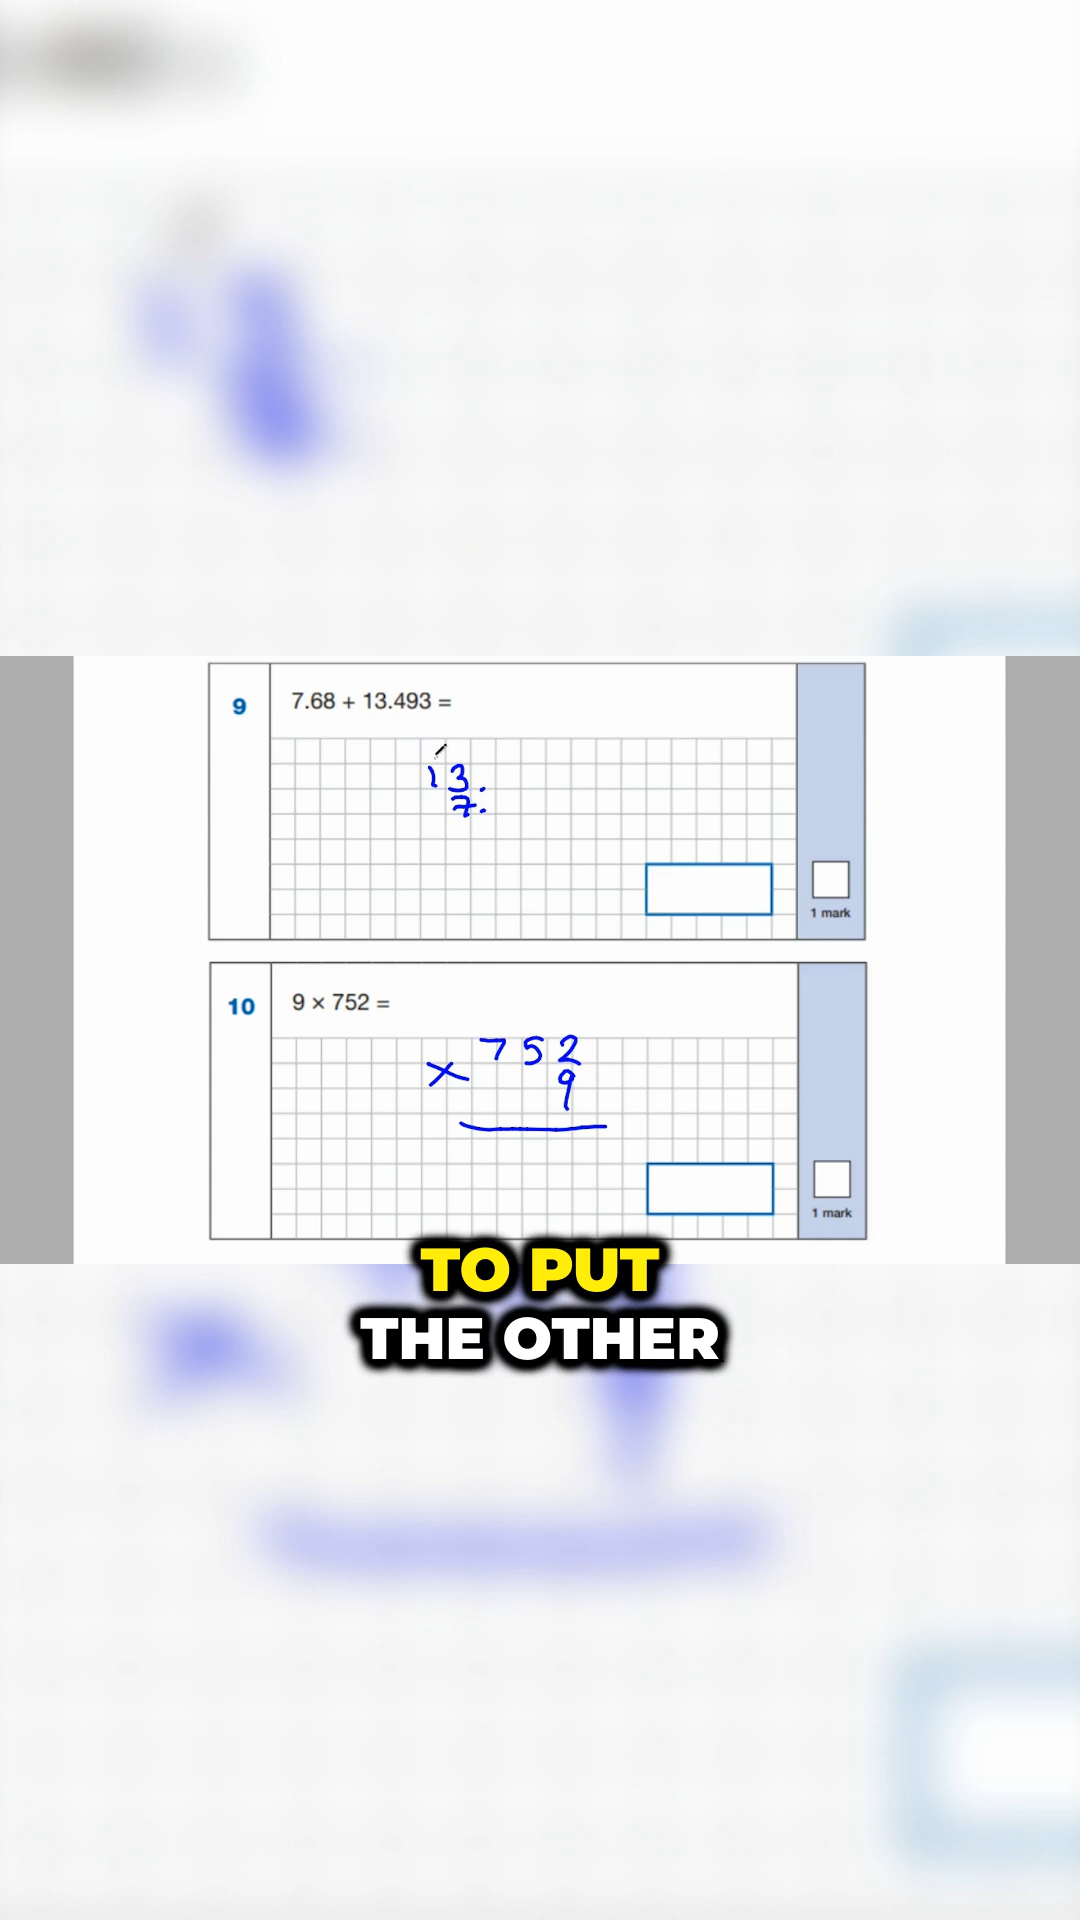 9
7.68 + 13.493 =
13.
7.
1 mark
10
9 × 752 =
752
× 9
1 mark
TO PUT
THE OTHER